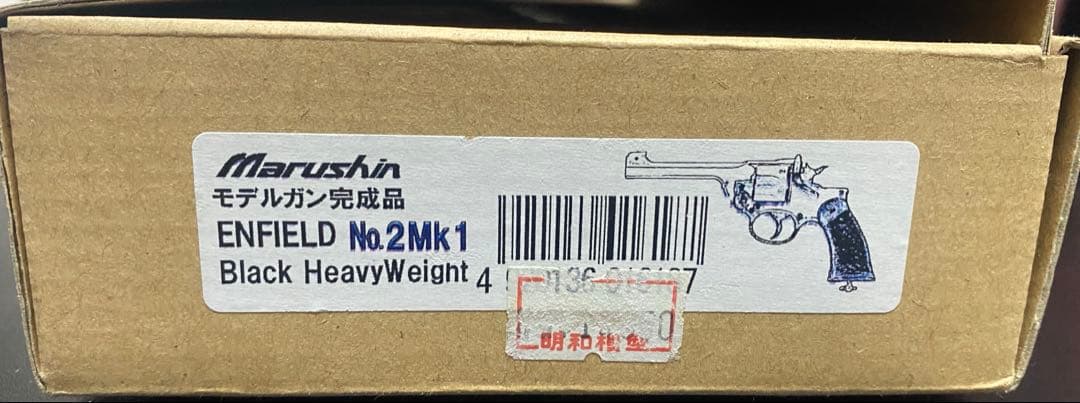 Marushin
モデルガン完成品
ENFIELD No.2Mk1
Black HeavyWeight
明和模型